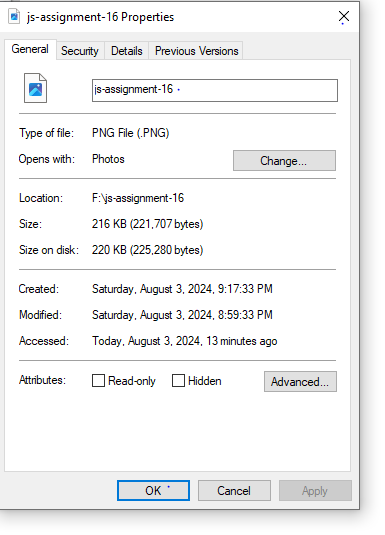 js-assignment-16 Properties
General Security Details Previous Versions
js-assignment-16
Type of file: PNG File (.PNG)
Opens with: Photos Change...
Location: F:\js-assignment-16
Size: 216 KB (221,707 bytes)
Size on disk: 220 KB (225,280 bytes)
Created: Saturday, August 3, 2024, 9:17:33 PM
Modified: Saturday, August 3, 2024, 8:59:33 PM
Accessed: Today, August 3, 2024, 13 minutes ago
Attributes: Read-only Hidden Advanced...
OK Cancel Apply